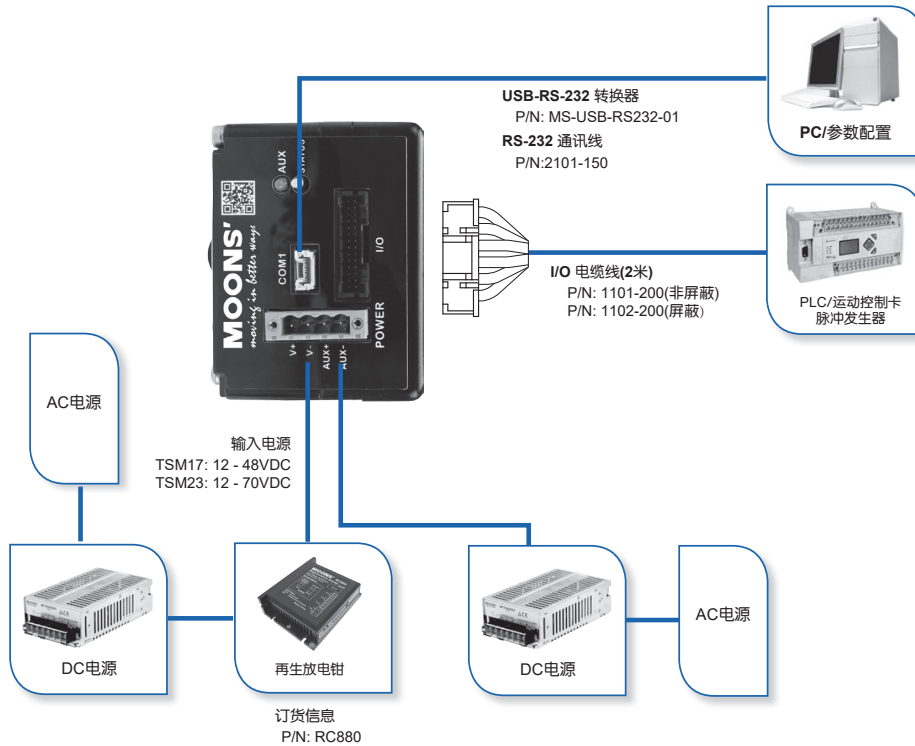 USB-RS-232 转换器
P/N: MS-USB-RS232-01
RS-232 通讯线
P/N:2101-150
PC/参数配置
AUX
STATUS
MOONS'
moving in better ways
COM1
I/O
POWER
V+
V-
AUX+
AUX-
I/O 电缆线(2米)
P/N: 1101-200(非屏蔽)
P/N: 1102-200(屏蔽)
PLC/运动控制卡
脉冲发生器
AC电源
输入电源
TSM17: 12 - 48VDC
TSM23: 12 - 70VDC
DC电源
MOONS'
再生放电钳
DC电源
AC电源
订货信息
P/N: RC880